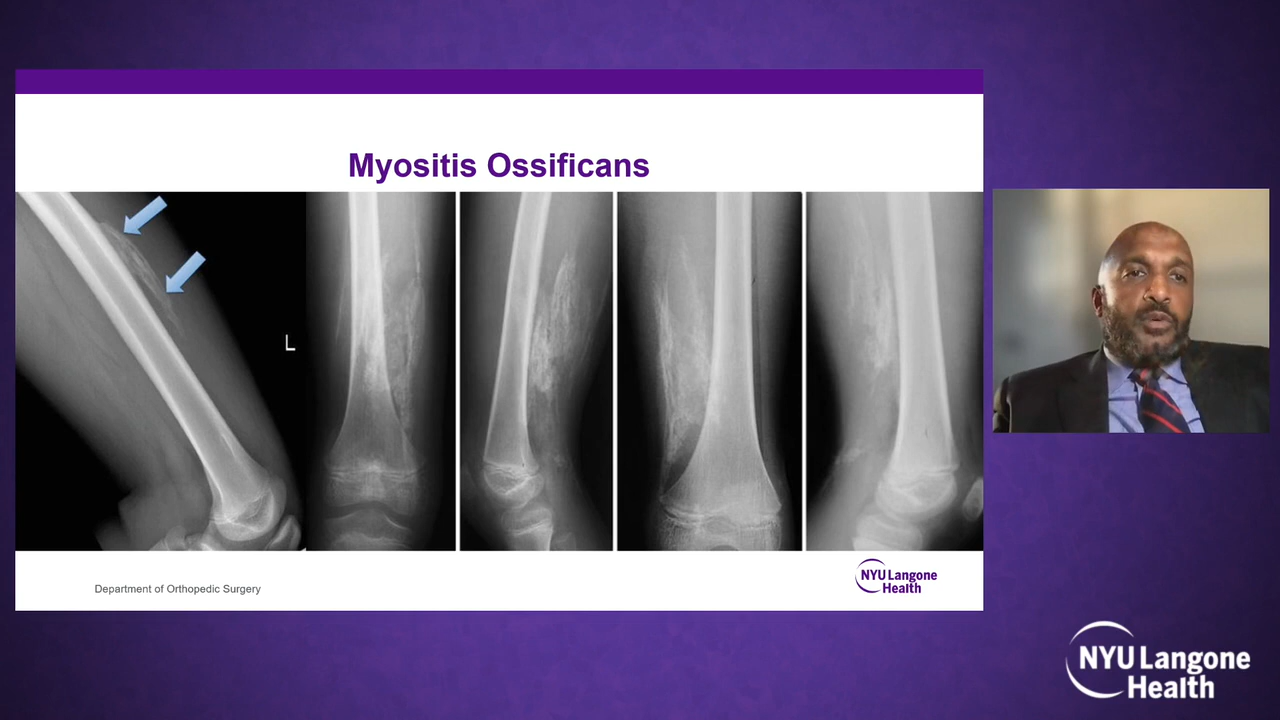 Myositis Ossificans
L
Department of Orthopedic Surgery
NYU Langone
Health
NYU Langone
Health